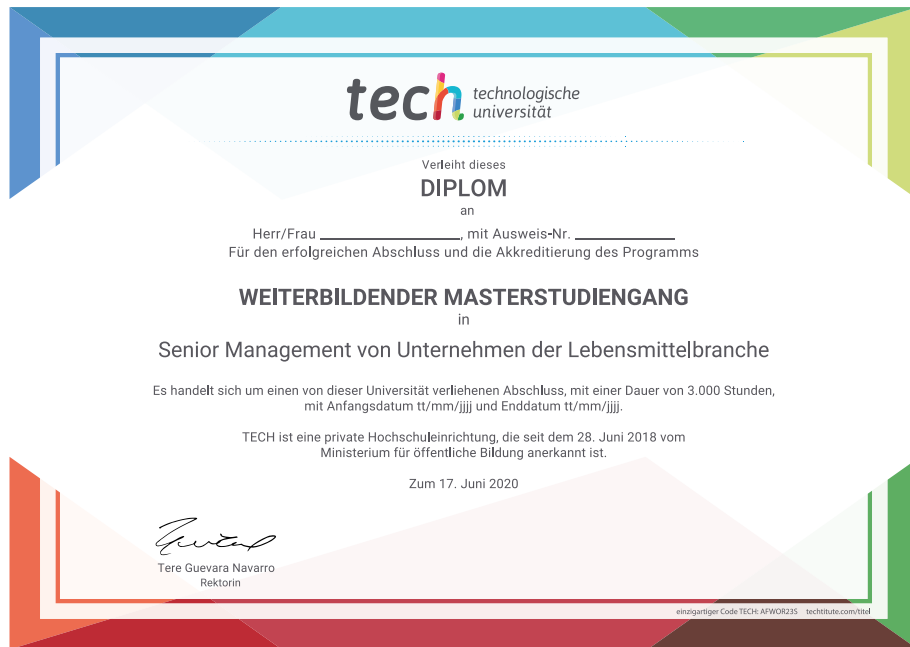 tech technologische
universität
Verleiht dieses
DIPLOM
an
Herr/Frau ____________________, mit Ausweis-Nr. ______________
Für den erfolgreichen Abschluss und die Akkreditierung des Programms
WEITERBILDENDER MASTERSTUDIENGANG
in
Senior Management von Unternehmen der Lebensmittelbranche
Es handelt sich um einen von dieser Universität verliehenen Abschluss, mit einer Dauer von 3.000 Stunden,
mit Anfangsdatum tt/mm/jjjj und Enddatum tt/mm/jjjj.
TECH ist eine private Hochschuleinrichtung, die seit dem 28. Juni 2018 vom
Ministerium für öffentliche Bildung anerkannt ist.
Zum 17. Juni 2020
Tere Guevara Navarro
Rektorin
einzigartiger Code TECH: AFWOR23S techtitute.com/titel